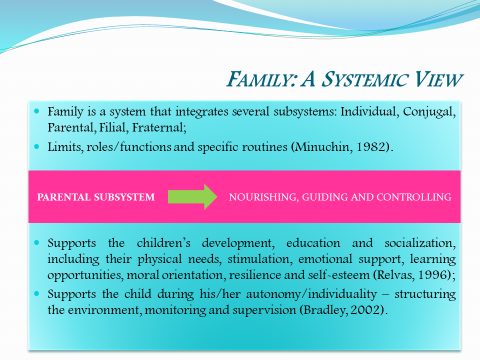 FAMILY: A SYSTEMIC VIEW
Family is a system that integrates several subsystems: Individual, Conjugal,
Parental, Filial, Fraternal;
Limits, roles/functions and specific routines (Minuchin, 1982).
PARENTAL SUBSYSTEM NOURISHING, GUIDING AND CONTROLLING
Supports the children’s development, education and socialization,
including their physical needs, stimulation, emotional support, learning
opportunities, moral orientation, resilience and self-esteem (Relvas, 1996);
Supports the child during his/her autonomy/individuality – structuring
the environment, monitoring and supervision (Bradley, 2002).